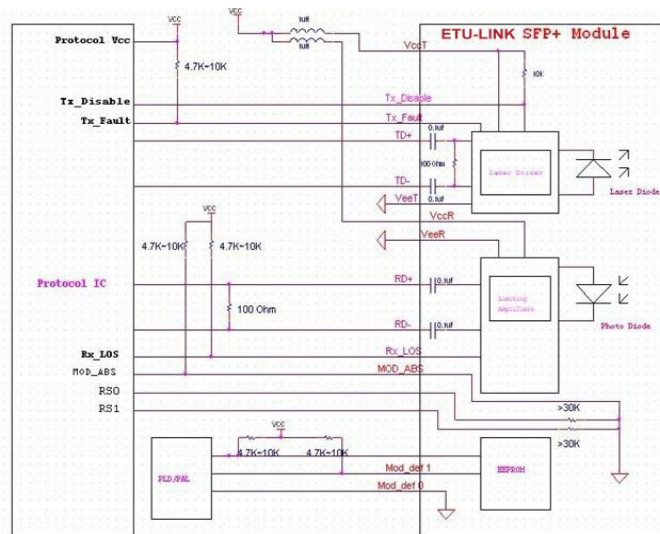 VCC
VCC
1uH
1uH
ETU-LINK SFP+ Module
Protocol Vcc
VccT
4.7K~10K
10K
Tx_Disable
Tx_Disable
Tx_Fault
Tx_Fault
TD+
0.1uf
100 Ohm
Laser Driver
Laser Diode
TD-
0.1uf
VeeT
VccR
VCC
VeeR
4.7K~10K
4.7K~10K
Protocol IC
RD+
0.1uf
Limiting
Amplifiate
100 Ohm
RD-
0.1uf
Photo Diode
Rx_LOS
Rx_LOS
MOD_ABS
MOD_ABS
RS0
RS1
>30K
>30K
VCC
4.7K~10K
4.7K~10K
PLD/PAL
Mod_def 1
EEPROM
Mod_def 0